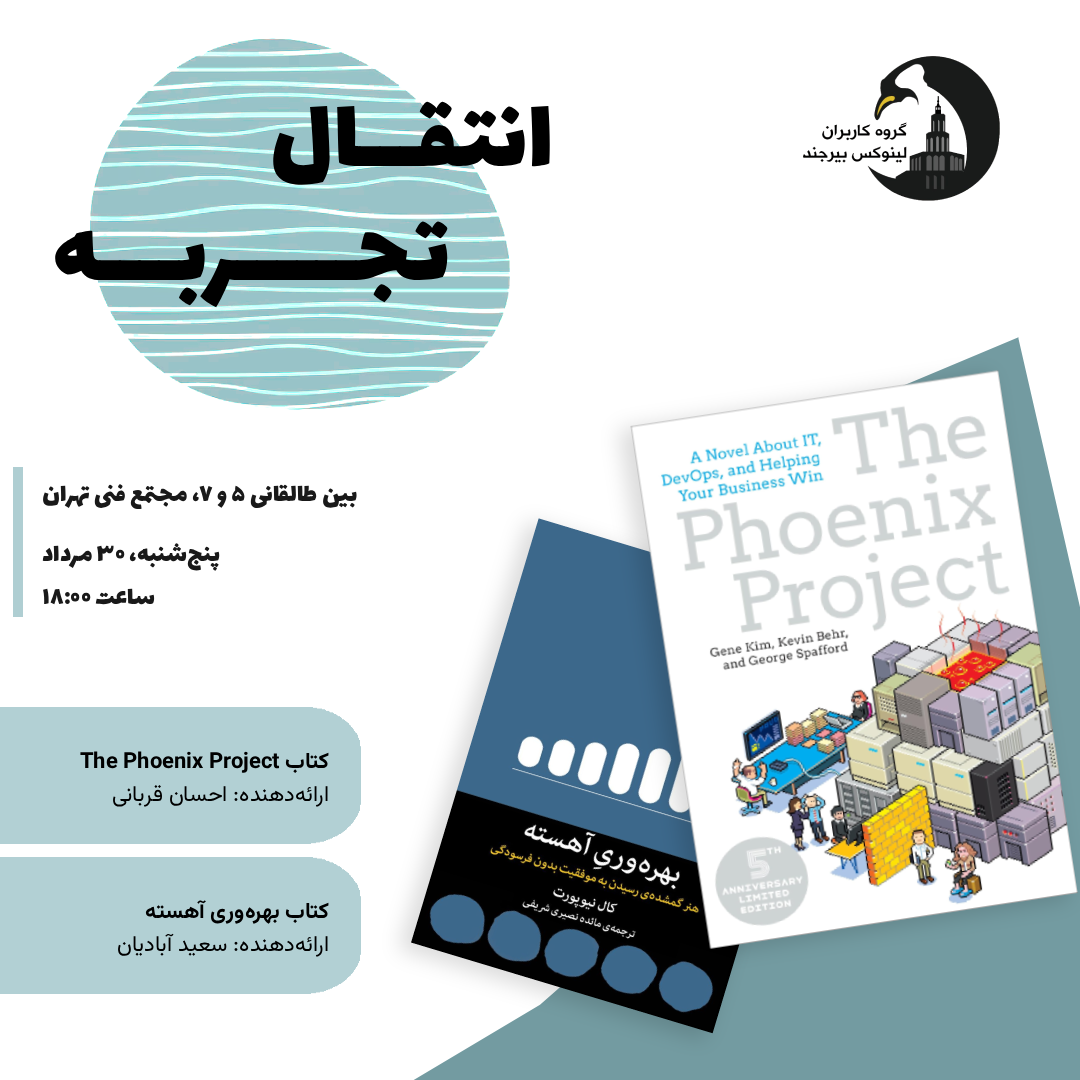 انتقال
تجربه
گروه کاربران
لینوکس بیرجند
بین طالقانی ۵ و ۷، مجتمع فنی تهران
پنج‌شنبه، ۳۰ مرداد
ساعت ۱۸:۰۰
کتاب The Phoenix Project
ارائه‌دهنده: احسان قربانی
کتاب بهره‌وری آهسته
ارائه‌دهنده: سعید آبادیان
The
Phoenix
Project
A Novel About IT,
DevOps, and Helping
Your Business Win
Gene Kim, Kevin Behr,
and George Spafford
5TH
ANNIVERSARY
LIMITED
EDITION
بهره‌وریِ آهسته
هنر گمشده‌ی رسیدن به موفقیت بدون فرسودگی
کال نیوپورت
ترجمه‌ی مائده نصیری شریفی